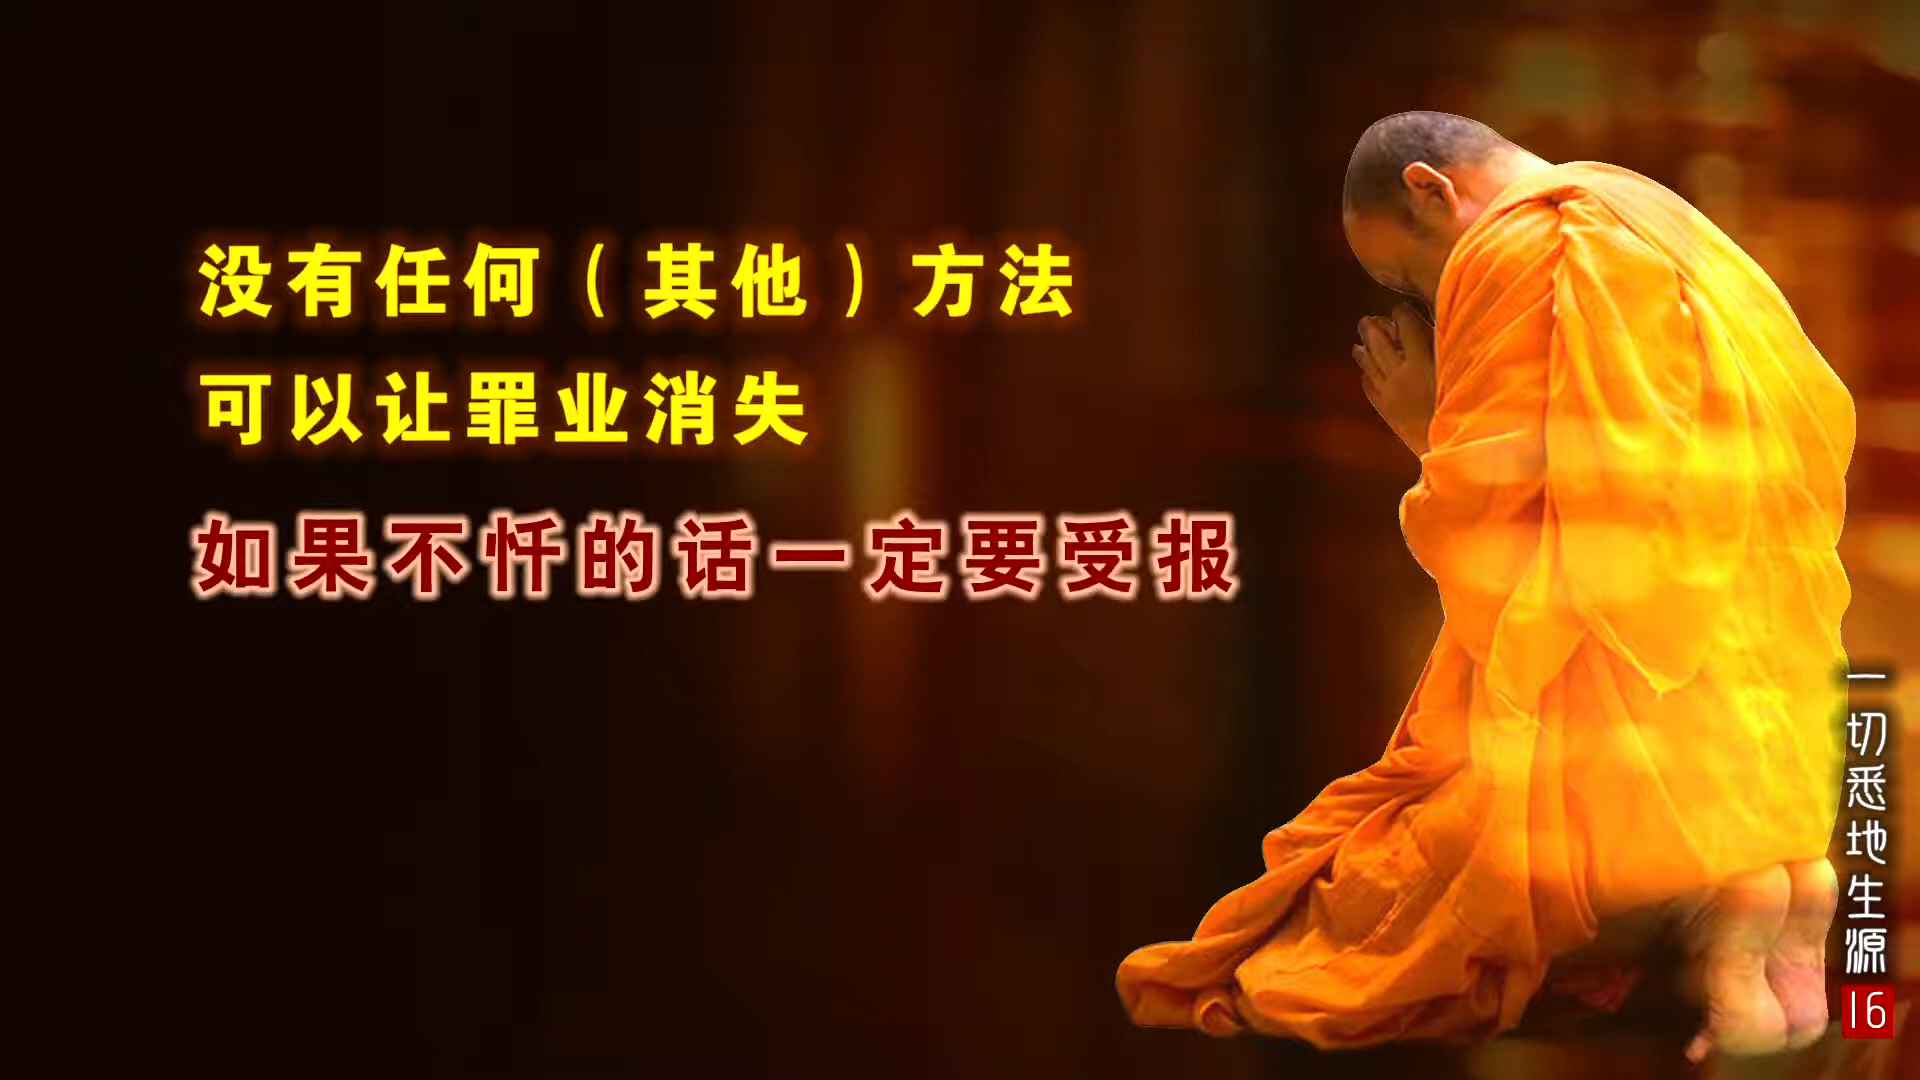 没有任何（其他）方法
可以让罪业消失
如果不忏的话一定要受报
一切悉地生源
16